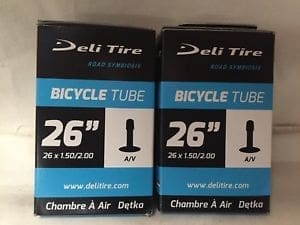 Deli Tire
ROAD SYMBIOSIS
BICYCLE TUBE
26"
26 x 1.50/2.00
A/V
www.delitire.com
Chambre À Air Dętka
Deli Tire
ROAD SYMBIOSIS
BICYCLE TUBE
26"
26 x 1.50/2.00
A/V
www.delitire.com
Chambre À Air Dętka